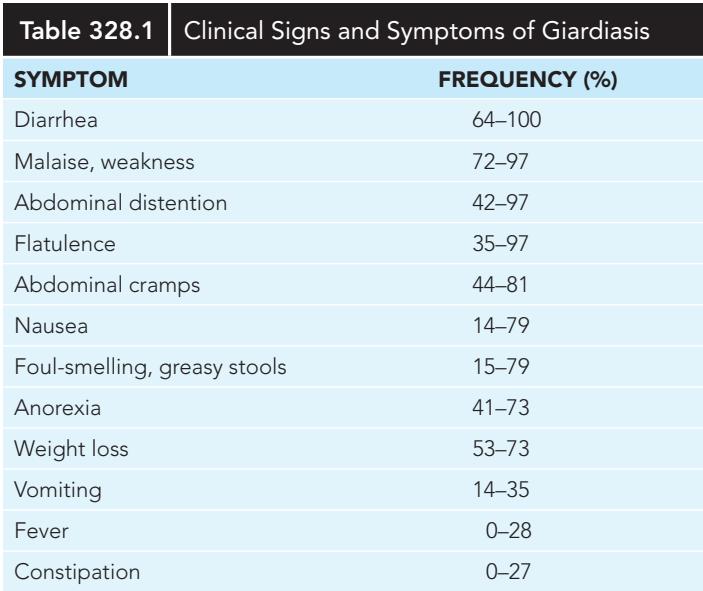 Table 328.1 Clinical Signs and Symptoms of Giardiasis
SYMPTOM FREQUENCY (%)
Diarrhea 64–100
Malaise, weakness 72–97
Abdominal distention 42–97
Flatulence 35–97
Abdominal cramps 44–81
Nausea 14–79
Foul-smelling, greasy stools 15–79
Anorexia 41–73
Weight loss 53–73
Vomiting 14–35
Fever 0–28
Constipation 0–27